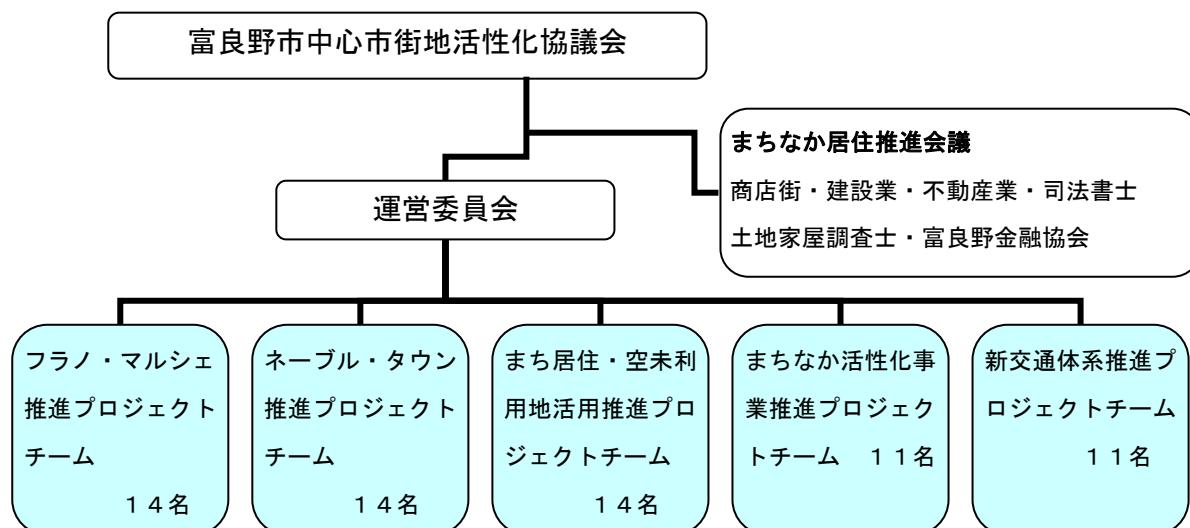 富良野市中心市街地活性化協議会
まちなか居住推進会議
商店街・建設業・不動産業・司法書士
土地家屋調査士・富良野金融協会
運営委員会
フラノ・マルシェ
推進プロジェクト
チーム
１４名
ネーブル・タウン
推進プロジェクト
チーム
１４名
まち居住・空未利
用地活用推進プロ
ジェクトチーム
１４名
まちなか活性化事
業推進プロジェク
トチーム　１１名
新交通体系推進プ
ロジェクトチーム
１１名